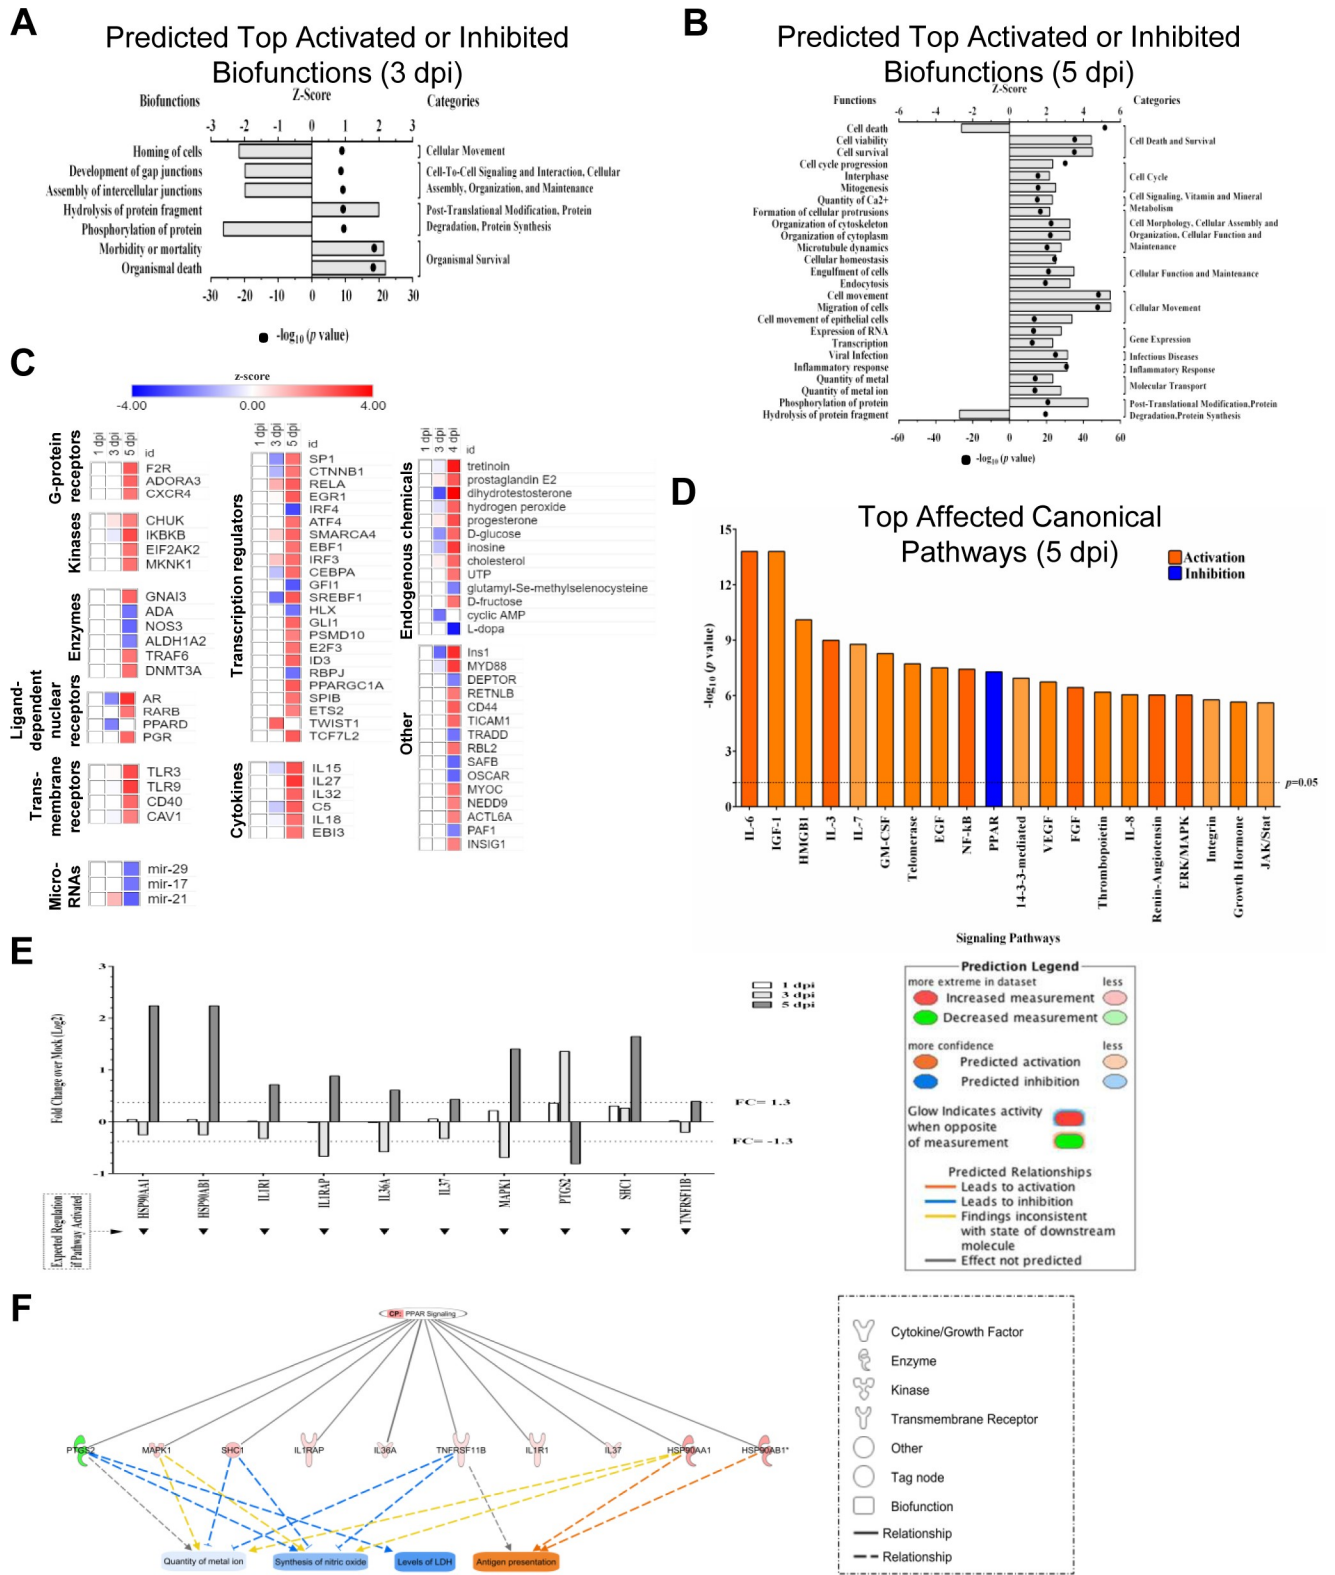 A
Predicted Top Activated or Inhibited
Biofunctions (3 dpi)
Z-Score
Biofunctions
Categories
-3 -2 -1 0 1 2 3
Homing of cells
Cellular Movement
Development of gap junctions
Cell-To-Cell Signaling and Interaction, Cellular
Assembly of intercellular junctions
Assembly, Organization, and Maintenance
Hydrolysis of protein fragment
Post-Translational Modification, Protein
Phosphorylation of protein
Degradation, Protein Synthesis
Morbidity or mortality
Organismal Survival
Organismal death
-30 -20 -10 0 10 20 30
-log10 (p value)
B
Predicted Top Activated or Inhibited
Biofunctions (5 dpi)
Z-Score
Functions
Categories
-6 -4 -2 0 2 4 6
Cell death
Cell viability
Cell survival
Cell Death and Survival
Cell cycle progression
Interphase
Mitogenesis
Cell Cycle
Quantity of Ca2+
Formation of cellular protrusions
Cell Signaling, Vitamin and Mineral
Metabolism
Organization of cytoskeleton
Organization of cytoplasm
Microtubule dynamics
Cell Morphology, Cellular Assembly and
Organization, Cellular Function and
Maintenance
Cellular homeostasis
Engulfment of cells
Endocytosis
Cellular Function and Maintenance
Cell movement
Migration of cells
Cell movement of epithelial cells
Cellular Movement
Expression of RNA
Transcription
Gene Expression
Viral Infection
Infectious Diseases
Inflammatory response
Inflammatory Response
Quantity of metal
Quantity of metal ion
Molecular Transport
Phosphorylation of protein
Hydrolysis of protein fragment
Post-Translational Modification,Protein
Degradation,Protein Synthesis
-60 -40 -20 0 20 40 60
-log10 (p value)
C
z-score
-4.00 0.00 4.00
G-protein
receptors
1 dpi
3 dpi
5 dpi
id
F2R
ADORA3
CXCR4
Kinases
CHUK
IKBKB
EIF2AK2
MKNK1
Enzymes
GNAI3
ADA
NOS3
ALDH1A2
TRAF6
DNMT3A
Ligand-
dependent
nuclear
receptors
AR
RARB
PPARD
PGR
Trans-
membrane
receptors
TLR3
TLR9
CD40
CAV1
Micro-
RNAs
mir-29
mir-17
mir-21
Transcription regulators
1 dpi
3 dpi
5 dpi
id
SP1
CTNNB1
RELA
EGR1
IRF4
ATF4
SMARCA4
EBF1
IRF3
CEBPA
GFI1
SREBF1
HLX
GLI1
PSMD10
E2F3
ID3
RBPJ
PPARGC1A
SPIB
ETS2
TWIST1
TCF7L2
Cytokines
IL15
IL27
IL32
C5
IL18
EBI3
Endogenous chemicals
1 dpi
3 dpi
4 dpi
id
tretinoin
prostaglandin E2
dihydrotestosterone
hydrogen peroxide
progesterone
D-glucose
inosine
cholesterol
UTP
glutamyl-Se-methylselenocysteine
D-fructose
cyclic AMP
L-dopa
Other
Ins1
MYD88
DEPTOR
RETNLB
CD44
TICAM1
TRADD
RBL2
SAFB
OSCAR
MYOC
NEDD9
ACTL6A
PAF1
INSIG1
D
Top Affected Canonical
Pathways (5 dpi)
Activation
Inhibition
-log10 (p value)
15
12
9
6
3
0
p=0.05
IL-6
IGF-1
HMGB1
IL-3
IL-7
GM-CSF
Telomerase
EGF
NF-kB
PPAR
14-3-3-mediated
VEGF
FGF
Thrombopoietin
IL-8
Renin-Angiotensin
ERK/MAPK
Integrin
Growth Hormone
JAK/Stat
Signaling Pathways
E
Fold Change over Mock (Log2)
3
2
1
0
-1
1 dpi
3 dpi
5 dpi
FC= 1.3
FC= -1.3
HSP90AA1
HSP90AB1
IL1R1
IL1RAP
IL36A
IL37
MAPK1
PTGS2
SHC1
TNFRSF11B
Expected Regulation
if Pathway Activated
Prediction Legend
more extreme in dataset less
Increased measurement
Decreased measurement
more confidence less
Predicted activation
Predicted inhibition
Glow Indicates activity
when opposite
of measurement
Predicted Relationships
Leads to activation
Leads to inhibition
Findings inconsistent
with state of downstream
molecule
Effect not predicted
F
CP: PPAR Signaling
PTGS2 MAPK1 SHC1 IL1RAP IL36A TNFRSF11B IL1R1 IL37 HSP90AA1 HSP90AB1*
Quantity of metal ion Synthesis of nitric oxide Levels of LDH Antigen presentation
Cytokine/Growth Factor
Enzyme
Kinase
Transmembrane Receptor
Other
Tag node
Biofunction
Relationship
Relationship